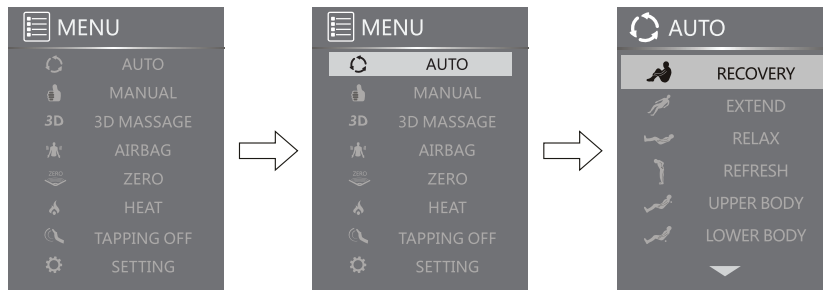 MENU
AUTO
MANUAL
3D 3D MASSAGE
AIRBAG
ZERO ZERO
HEAT
TAPPING OFF
SETTING
MENU
AUTO
MANUAL
3D 3D MASSAGE
AIRBAG
ZERO ZERO
HEAT
TAPPING OFF
SETTING
AUTO
RECOVERY
EXTEND
RELAX
REFRESH
UPPER BODY
LOWER BODY